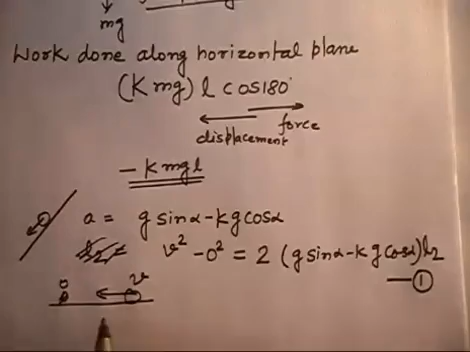 mg
Work done along horizontal plane
(Kmg) l cos180°
displacement force
- kmgl
a = g sinα - kg cosα
v² - 0² = 2 (g sinα - k g cosα) l₂
— ①
v